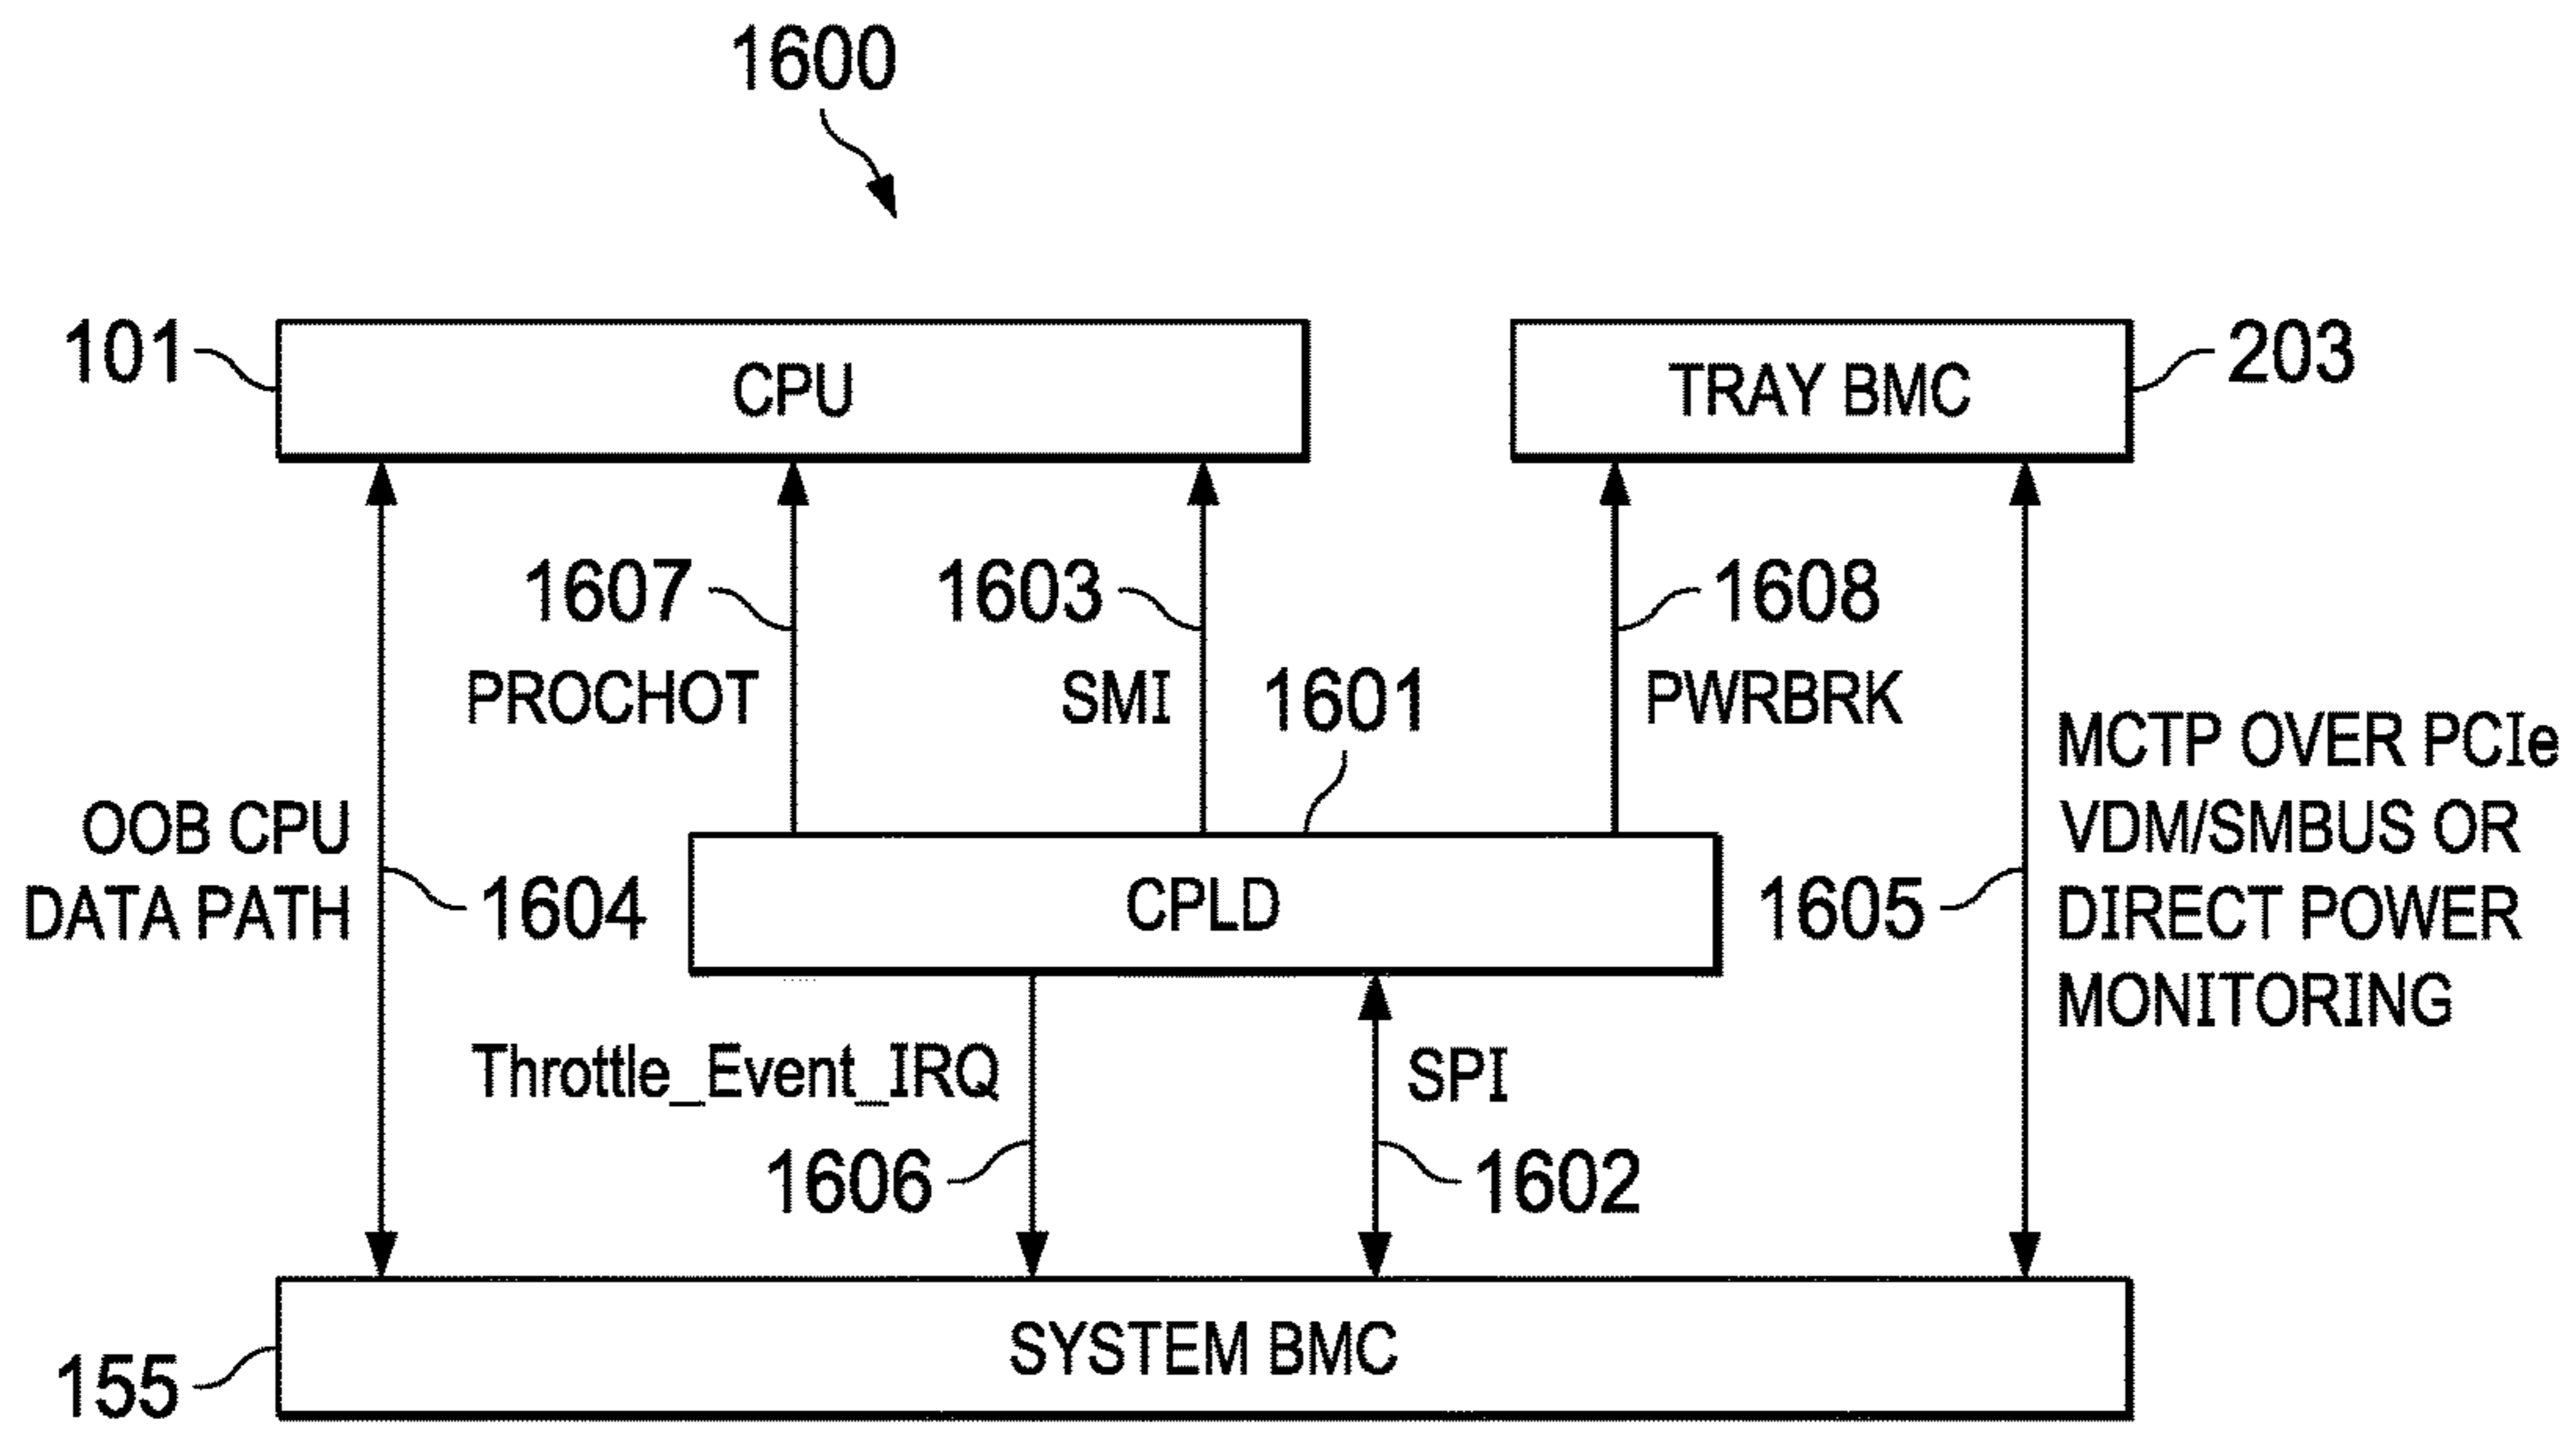 1600
101
CPU
TRAY BMC
203
1607
PROCHOT
1603
SMI
1601
1608
PWRBRK
OOB CPU
DATA PATH
1604
CPLD
1605
MCTP OVER PCIe
VDM/SMBUS OR
DIRECT POWER
MONITORING
Throttle_Event_IRQ
1606
SPI
1602
SYSTEM BMC
155